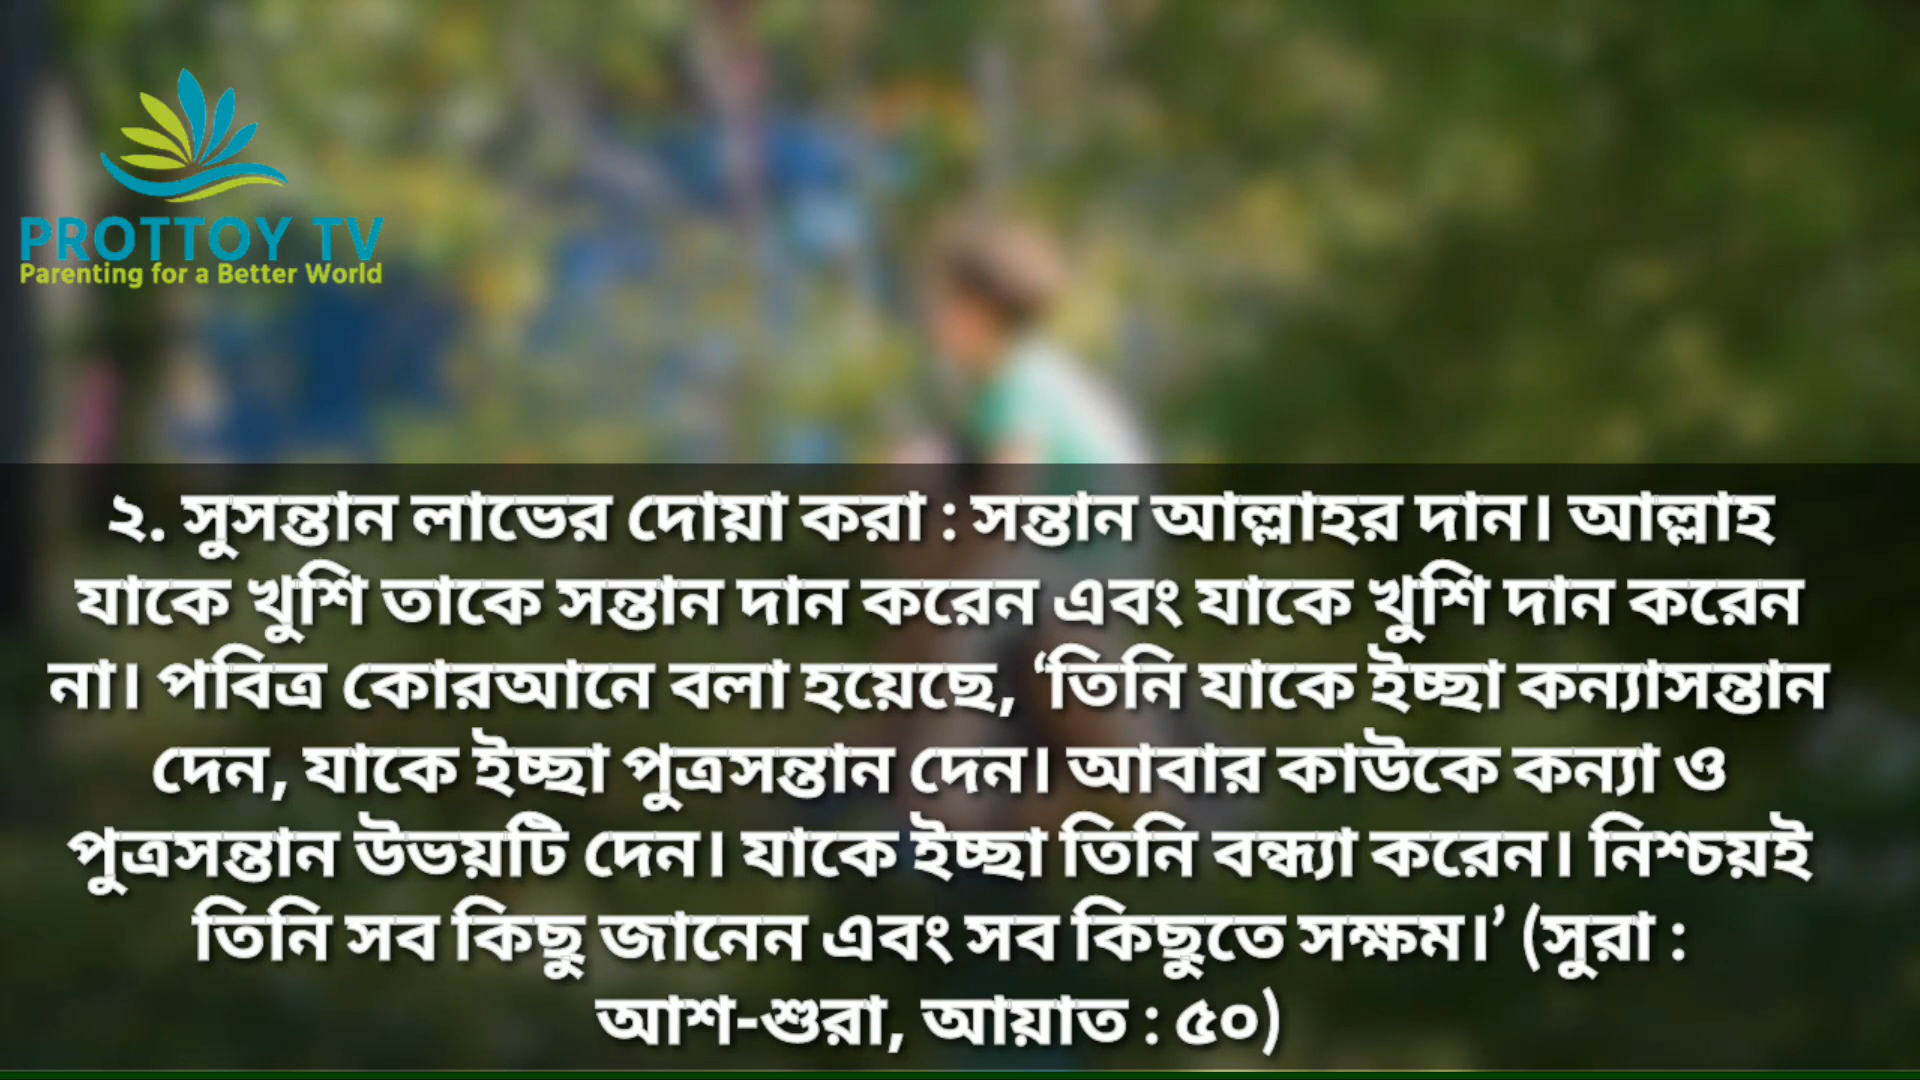 PROTTOY TV
Parenting for a Better World
২. সুসন্তান লাভের দোয়া করা : সন্তান আল্লাহর দান। আল্লাহ
যাকে খুশি তাকে সন্তান দান করেন এবং যাকে খুশি দান করেন
না। পবিত্র কোরআনে বলা হয়েছে, ‘তিনি যাকে ইচ্ছা কন্যাসন্তান
দেন, যাকে ইচ্ছা পুত্রসন্তান দেন। আবার কাউকে কন্যা ও
পুত্রসন্তান উভয়টি দেন। যাকে ইচ্ছা তিনি বন্ধ্যা করেন। নিশ্চয়ই
তিনি সব কিছু জানেন এবং সব কিছুতে সক্ষম।’ (সুরা :
আশ-শুরা, আয়াত : ৫০)